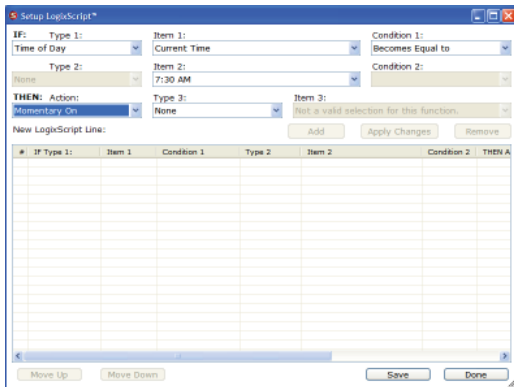 Setup LogixScript*
IF: Type 1: Item 1: Condition 1:
Time of Day Current Time Becomes Equal to
Type 2: Item 2: Condition 2:
None 7:30 AM
THEN: Action: Type 3: Item 3:
Momentary On None Not a valid selection for this function.
New LogixScript Line: Add Apply Changes Remove
# IF Type 1: Item 1 Condition 1 Type 2 Item 2 Condition 2 THEN A
Move Up Move Down Save Done